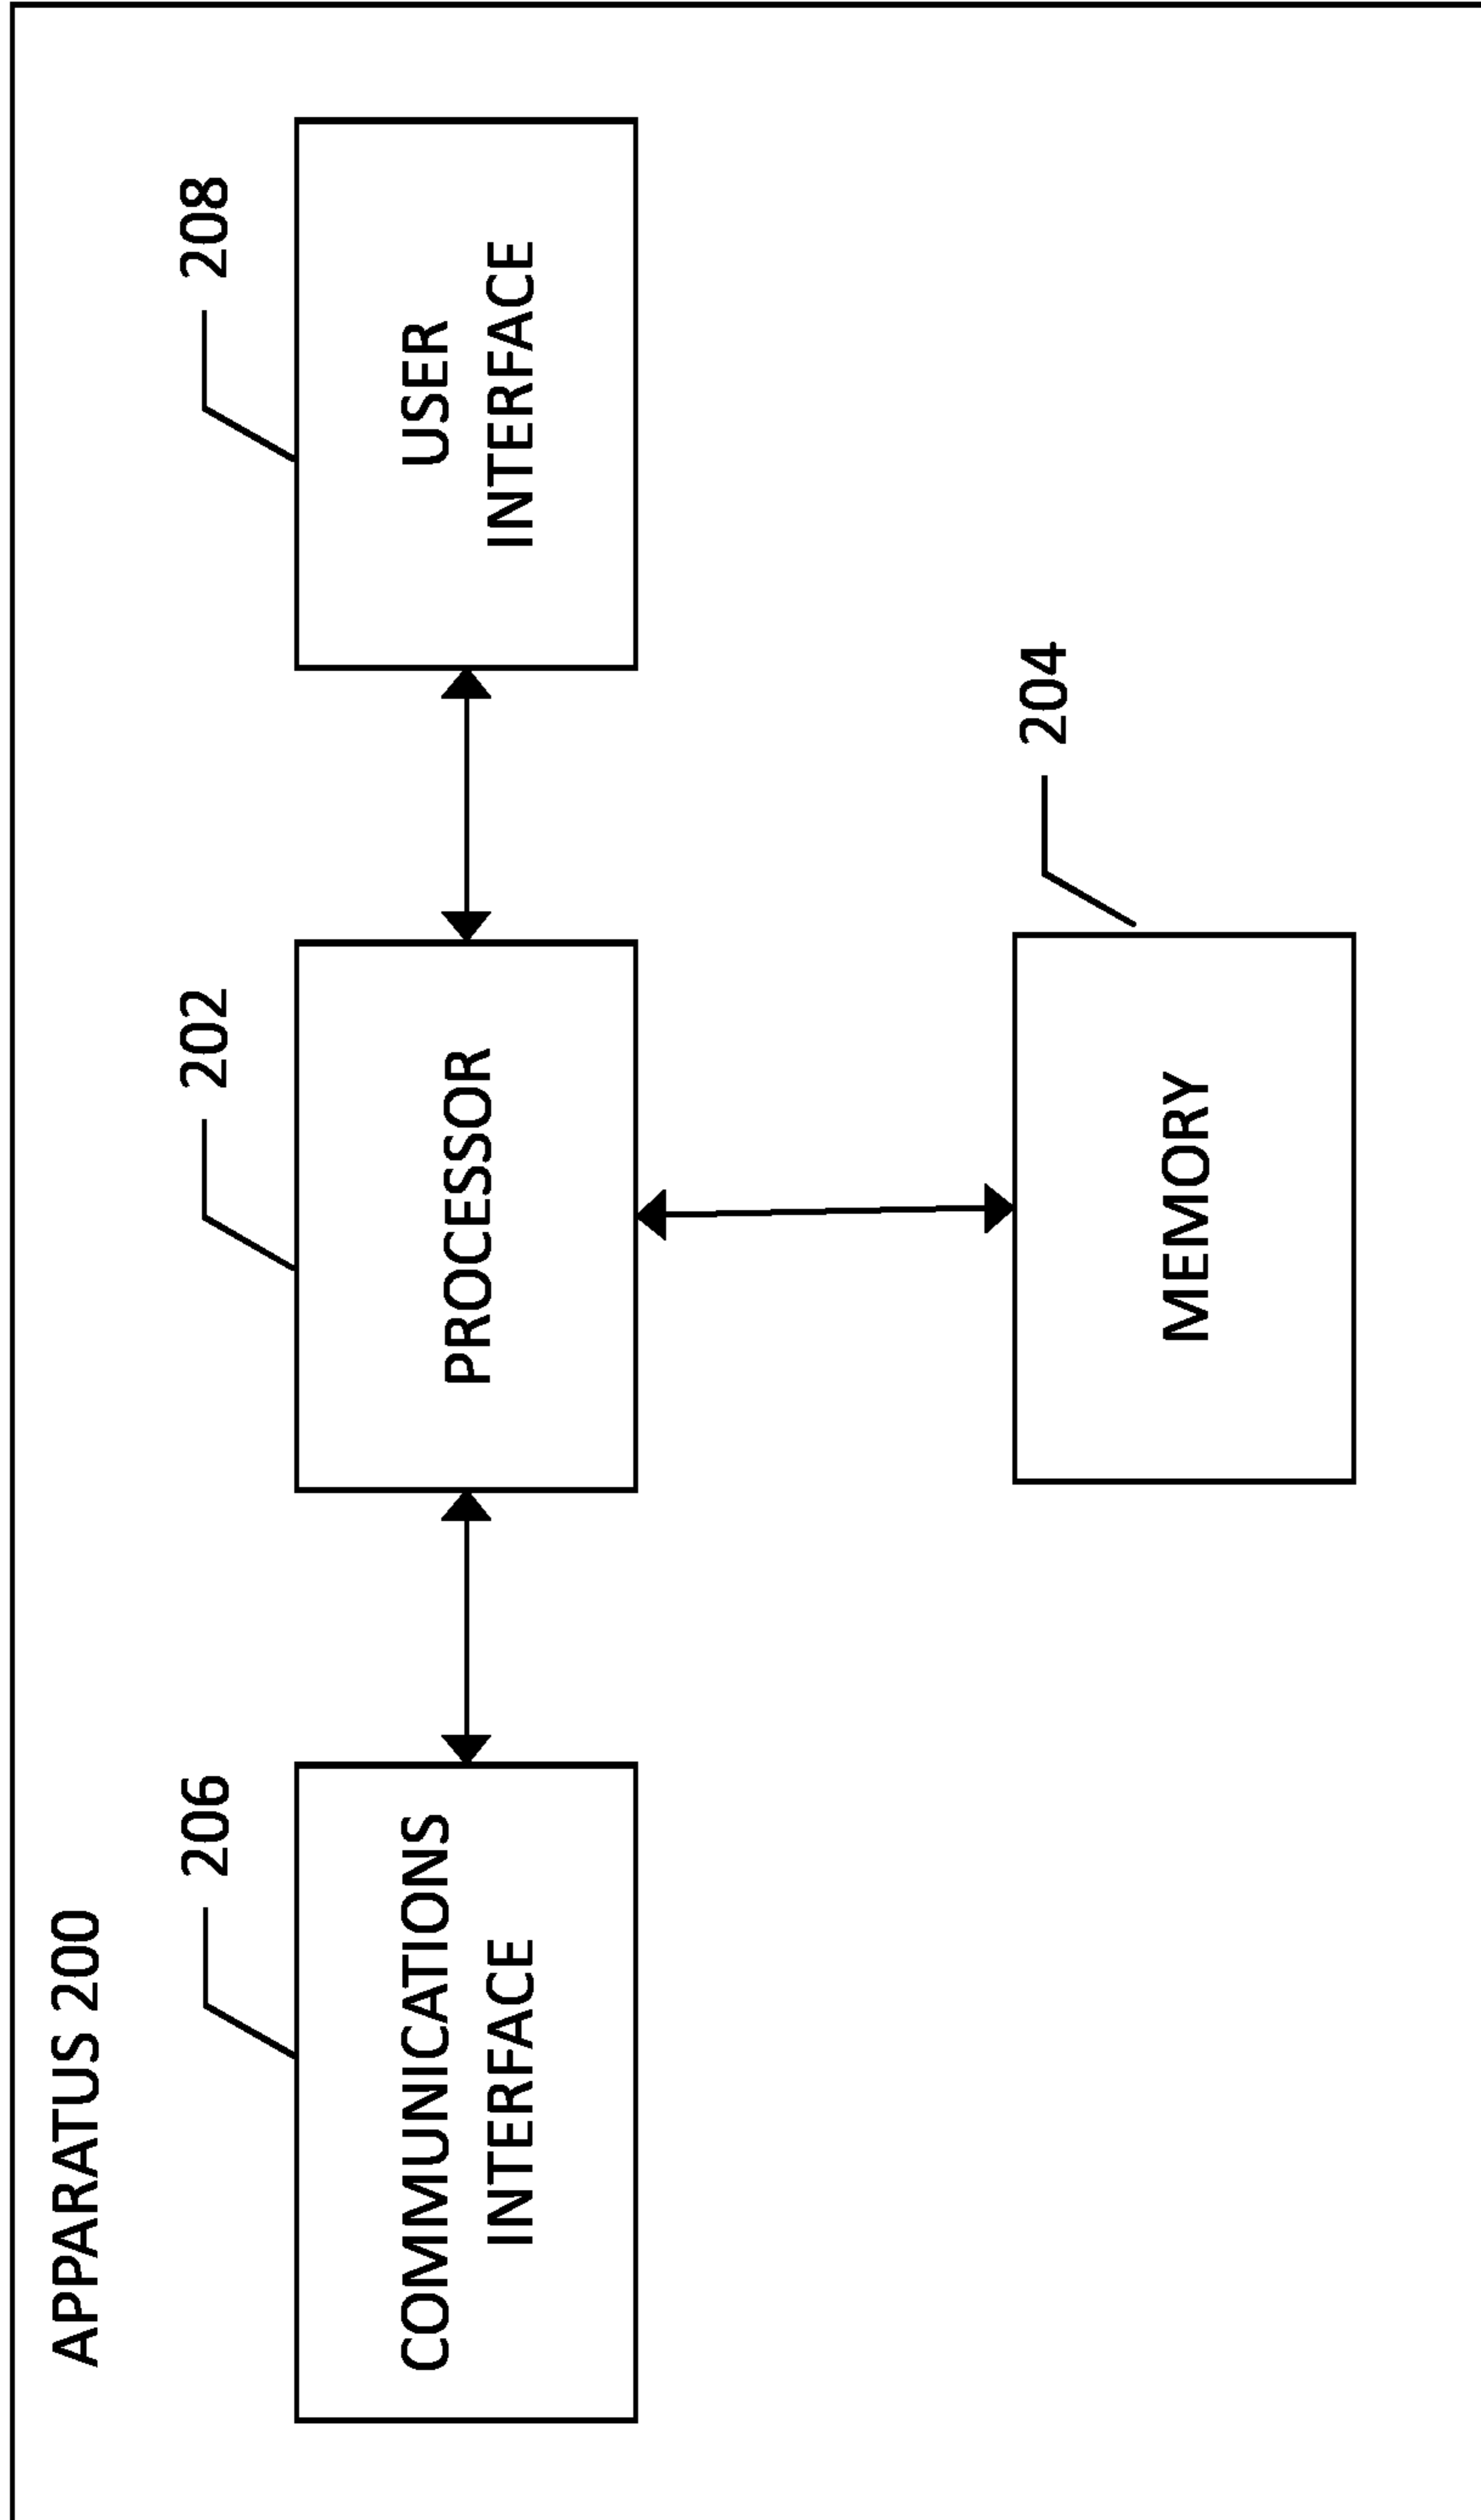 APPARATUS 200
206
202
208
COMMUNICATIONS
INTERFACE
PROCESSOR
USER
INTERFACE
204
MEMORY